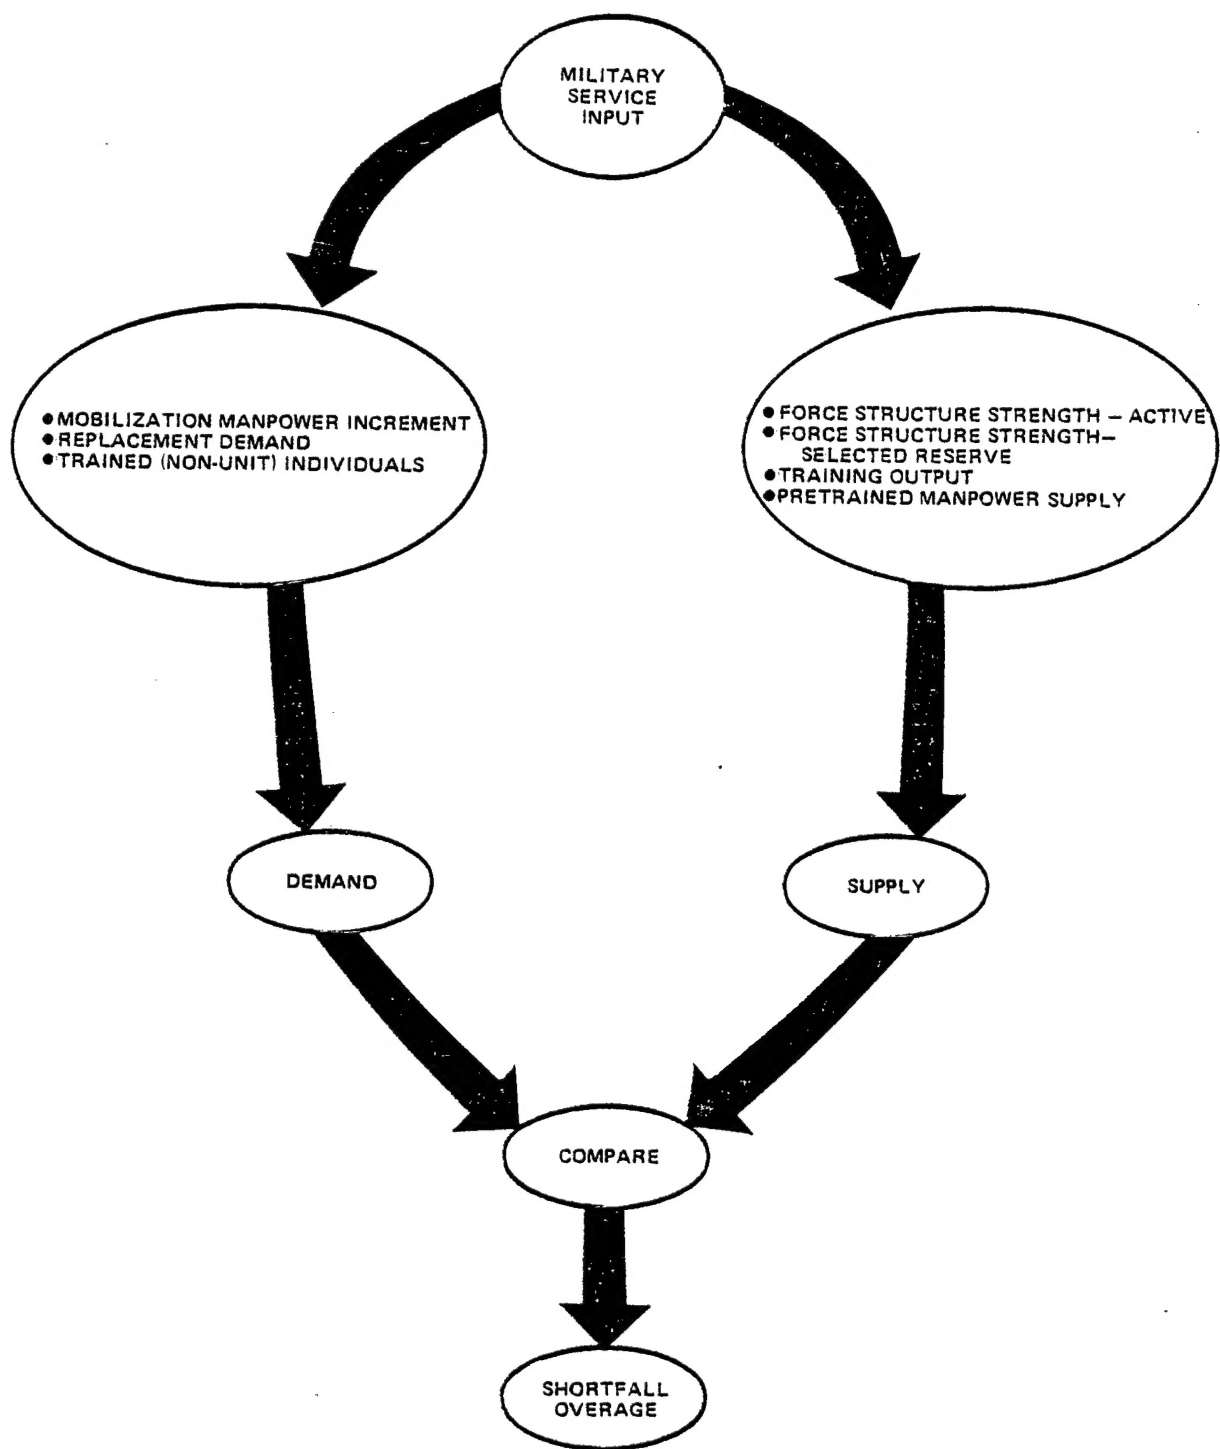 MILITARY
SERVICE
INPUT
●MOBILIZATION MANPOWER INCREMENT
●REPLACEMENT DEMAND
●TRAINED (NON-UNIT) INDIVIDUALS
●FORCE STRUCTURE STRENGTH – ACTIVE
●FORCE STRUCTURE STRENGTH–
SELECTED RESERVE
●TRAINING OUTPUT
●PRETRAINED MANPOWER SUPPLY
DEMAND
SUPPLY
COMPARE
SHORTFALL
OVERAGE